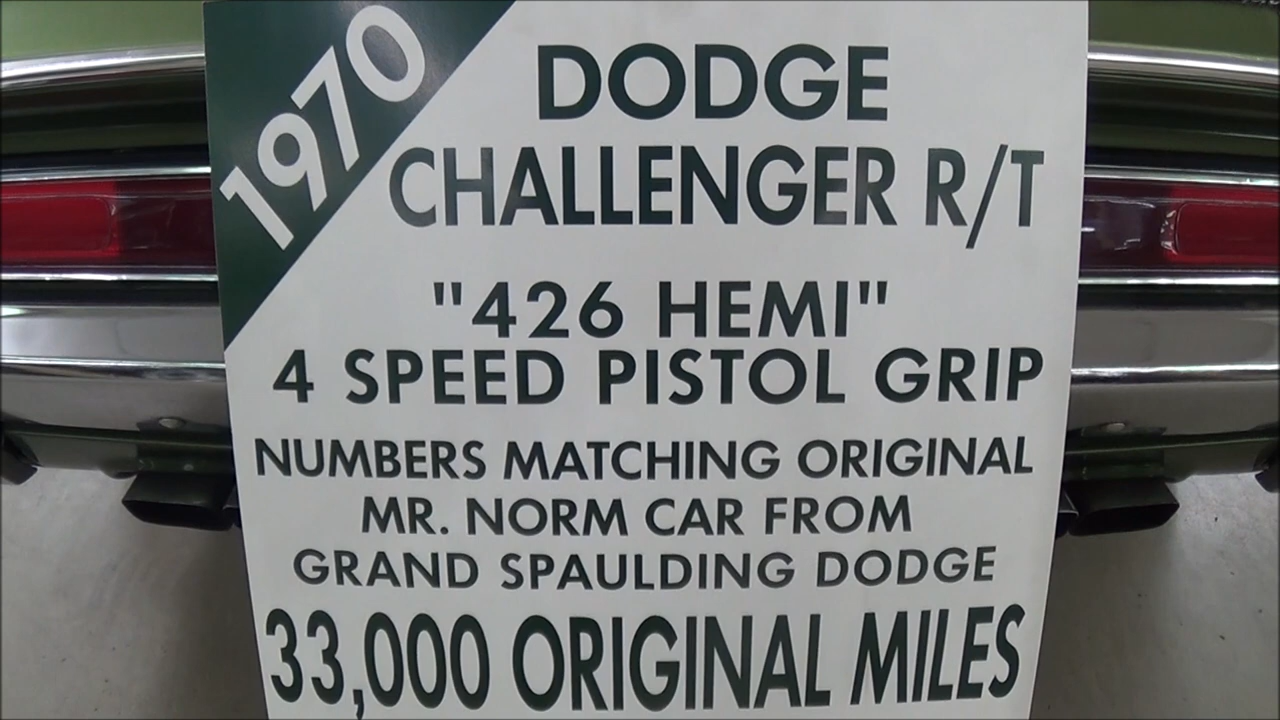 1970
DODGE
CHALLENGER R/T
"426 HEMI"
4 SPEED PISTOL GRIP
NUMBERS MATCHING ORIGINAL
MR. NORM CAR FROM
GRAND SPAULDING DODGE
33,000 ORIGINAL MILES